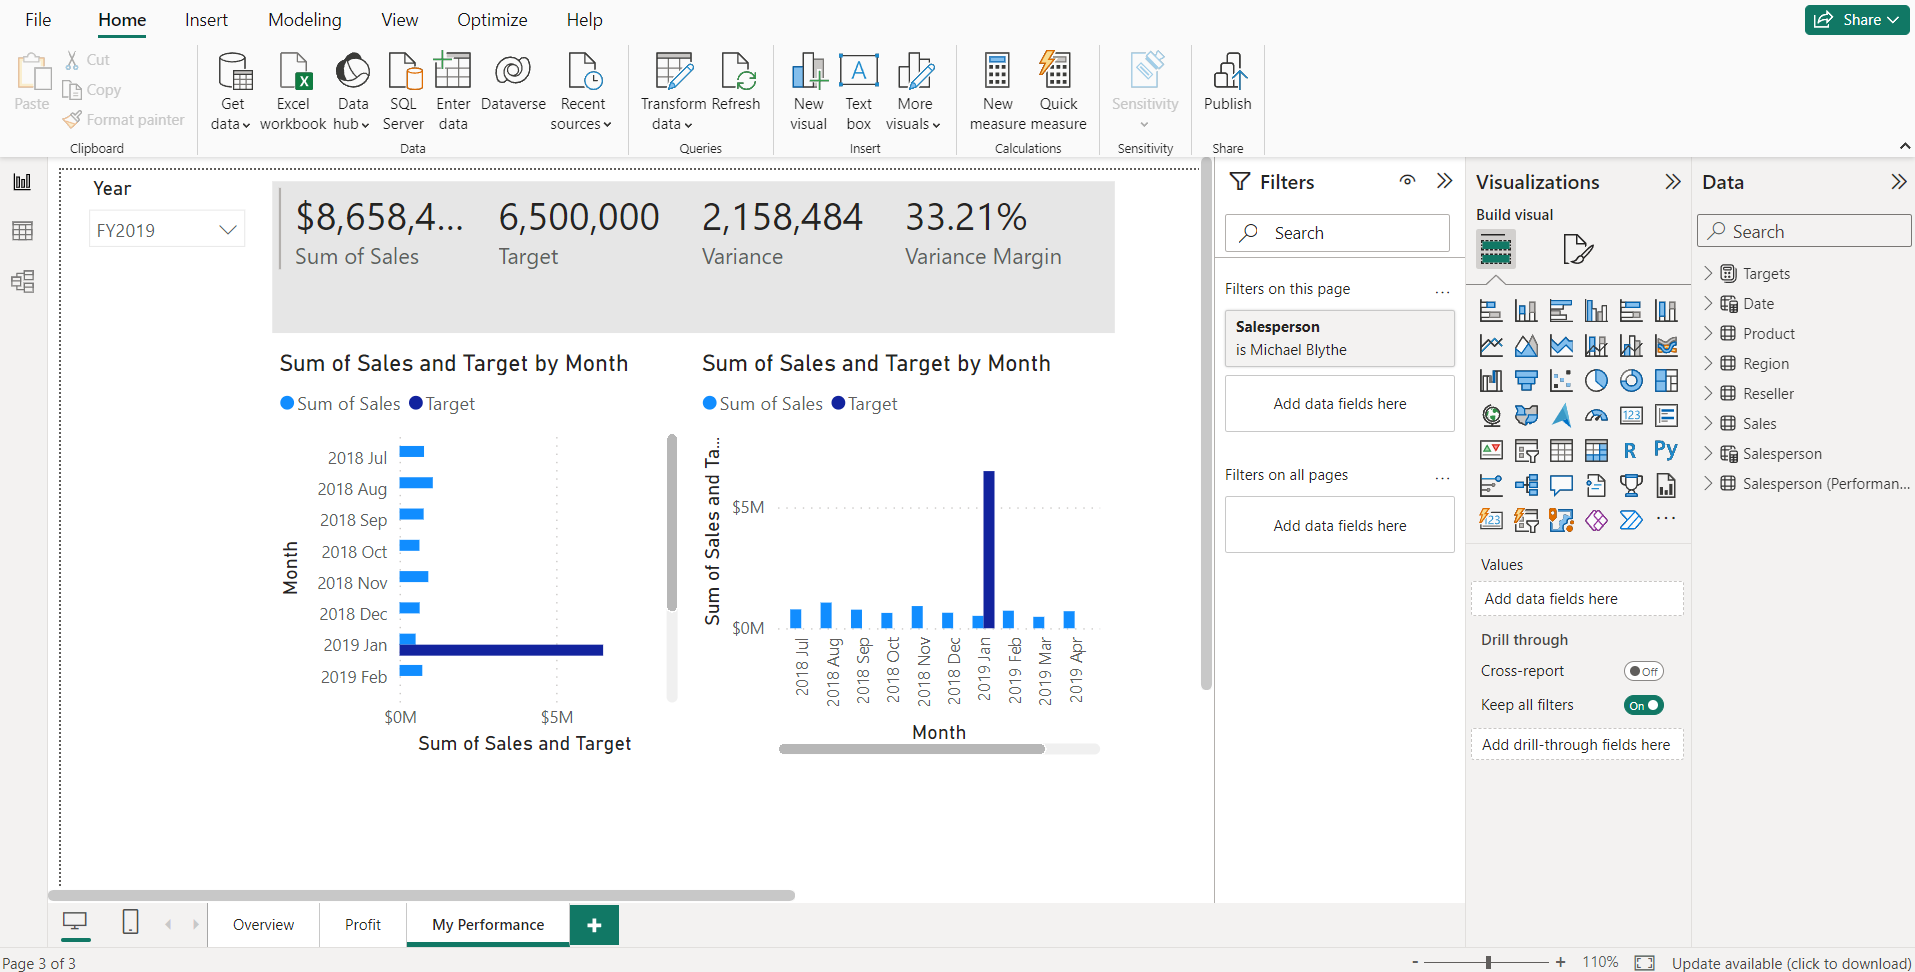 File Home Insert Modeling View Optimize Help Share
Paste
Cut
Copy
Format painter
Clipboard
Get data
Excel workbook
Data hub
SQL Server
Enter data
Dataverse
Recent sources
Data
Transform data
Refresh
Queries
New visual
Text box
A
More visuals
Insert
New measure
Quick measure
Calculations
Sensitivity
Sensitivity
Publish
Share
Year
FY2019
$8,658,4... 6,500,000 2,158,484 33.21%
Sum of Sales Target Variance Variance Margin
Sum of Sales and Target by Month
Sum of Sales Target
Month
2018 Jul
2018 Aug
2018 Sep
2018 Oct
2018 Nov
2018 Dec
2019 Jan
2019 Feb
$0M $5M
Sum of Sales and Target
Sum of Sales and Target by Month
Sum of Sales Target
Sum of Sales and Ta...
$5M
$0M
2018 Jul
2018 Aug
2018 Sep
2018 Oct
2018 Nov
2018 Dec
2019 Jan
2019 Feb
2019 Mar
2019 Apr
Month
Filters
Search
Filters on this page ...
Salesperson
is Michael Blythe
Add data fields here
Filters on all pages ...
Add data fields here
Visualizations
Build visual
123
R Py
123
...
Values
Add data fields here
Drill through
Cross-report Off
Keep all filters On
Add drill-through fields here
Data
Search
Targets
Date
Product
Region
Reseller
Sales
Salesperson
Salesperson (Performan...
Overview Profit My Performance +
Page 3 of 3
- + 110% Update available (click to download)